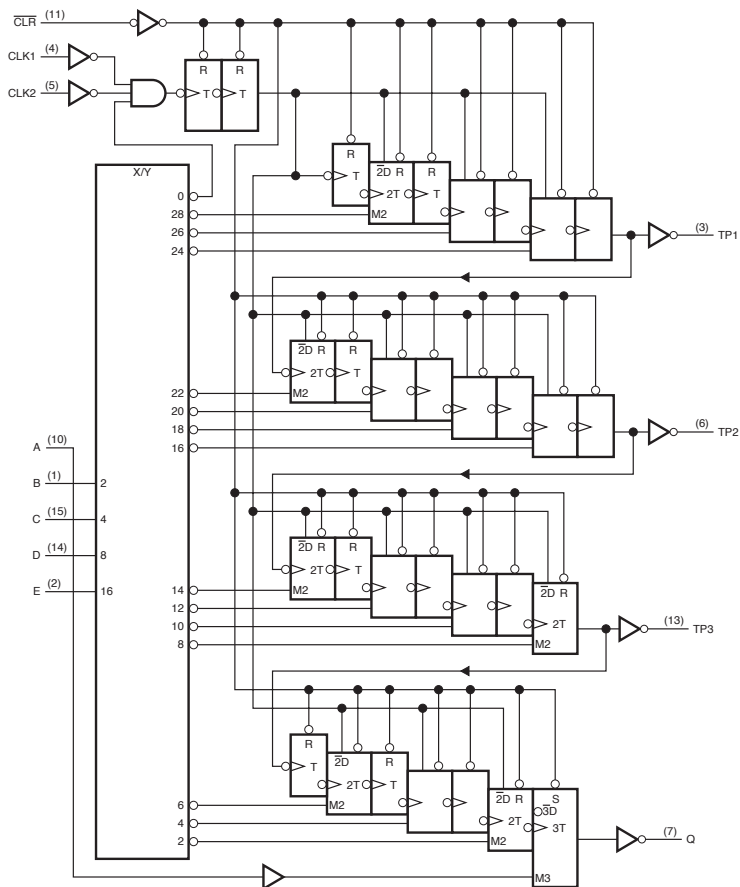 CLR (11)
CLK1 (4)
CLK2 (5)
R R
T T
X/Y
0
28
26
24
R
T
2D R R
2T T
M2
(3) TP1
22
20
18
16
2D R R
2T T
M2
(6) TP2
A (10)
B (1) 2
C (15) 4
D (14) 8
E (2) 16
14
12
10
8
2D R R
2T T
M2
2D R
2T
M2
(13) TP3
6
4
2
R
T
2D R
2T T
M2
2D R
2T
M2
S
3D
3T
M3
(7) Q